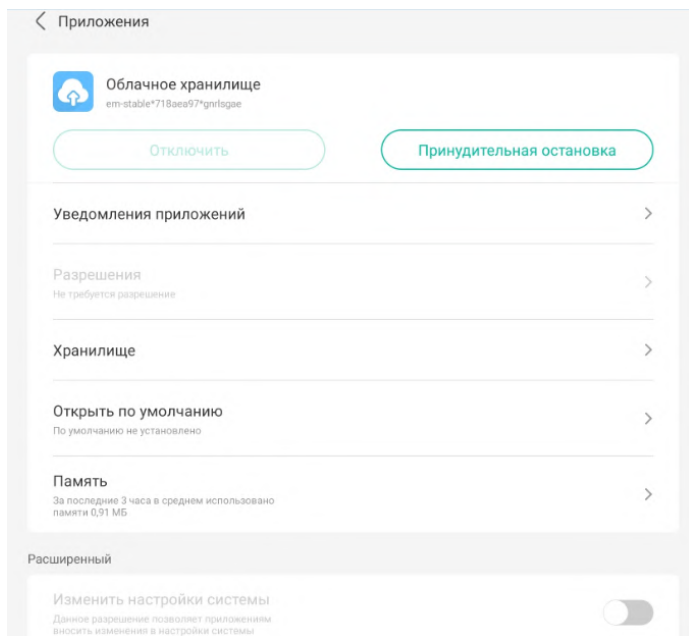 Приложения
Облачное хранилище
em-stable*718aea97*gnrlsgae
Отключить
Принудительная остановка
Уведомления приложений
Разрешения
Не требуется разрешение
Хранилище
Открыть по умолчанию
По умолчанию не установлено
Память
За последние 3 часа в среднем использовано
памяти 0,91 МБ
Расширенный
Изменить настройки системы
Данное разрешение позволяет приложениям
вносить изменения в настройки системы